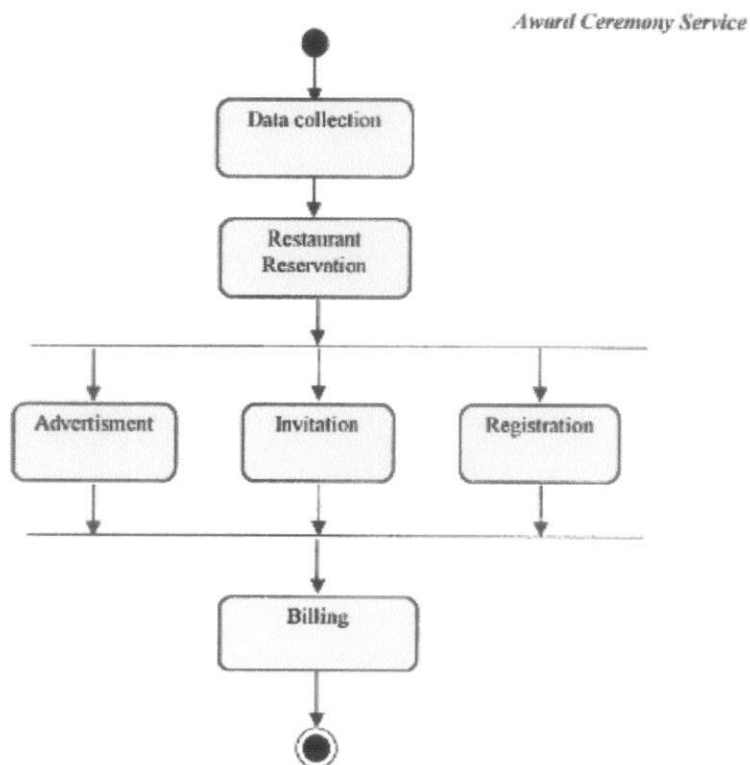 Award Ceremony Service
Data collection
Restaurant
Reservation
Advertisment
Invitation
Registration
Billing